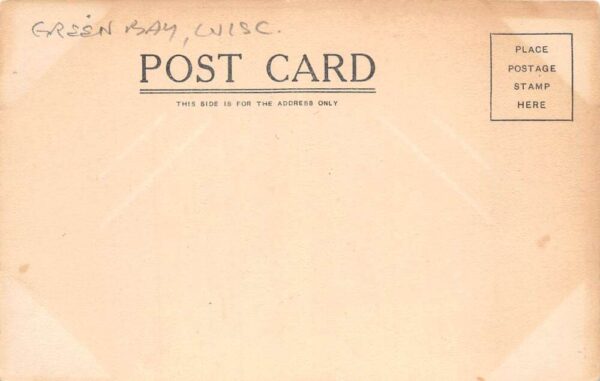 GREEN BAY, WISC.
POST CARD
THIS SIDE IS FOR THE ADDRESS ONLY
PLACE
POSTAGE
STAMP
HERE